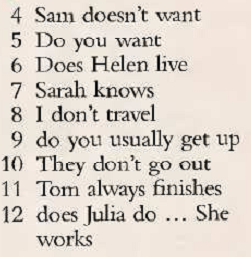 4 Sam doesn't want
5 Do you want
6 Does Helen live
7 Sarah knows
8 I don't travel
9 do you usually get up
10 They don't go out
11 Tom always finishes
12 does Julia do ... She
works